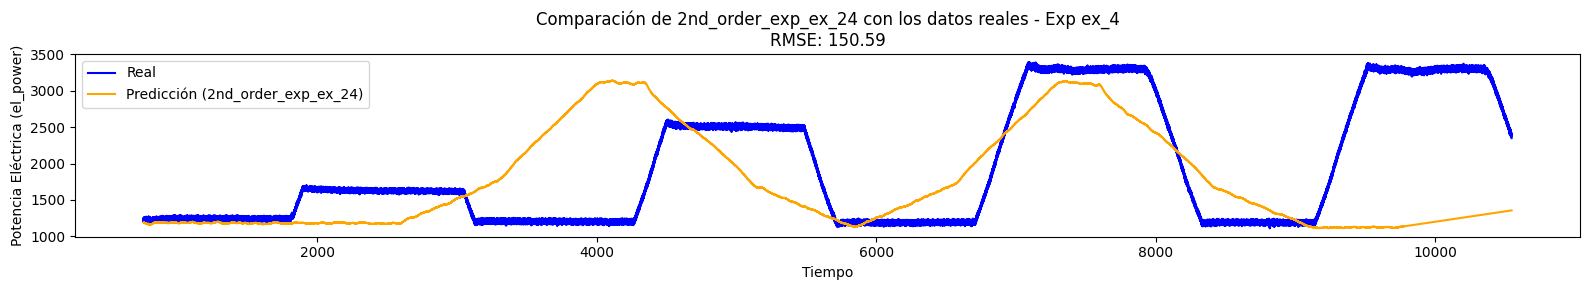 Comparación de 2nd_order_exp_ex_24 con los datos reales - Exp ex_4
RMSE: 150.59
Potencia Eléctrica (el_power)
3500
3000
2500
2000
1500
1000
Real
Predicción (2nd_order_exp_ex_24)
2000 4000 6000 8000 10000
Tiempo